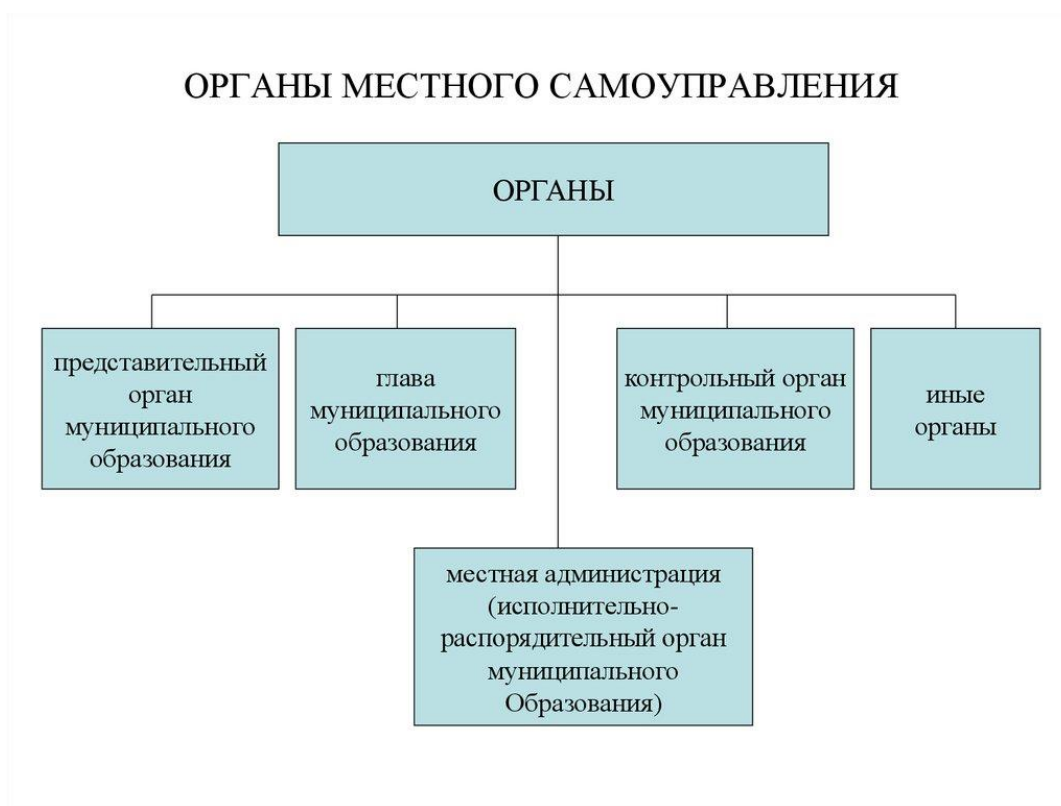 ОРГАНЫ МЕСТНОГО САМОУПРАВЛЕНИЯ
ОРГАНЫ
представительный
орган
муниципального
образования
глава
муниципального
образования
контрольный орган
муниципального
образования
иные
органы
местная администрация
(исполнительно-
распорядительный орган
муниципального
Образования)